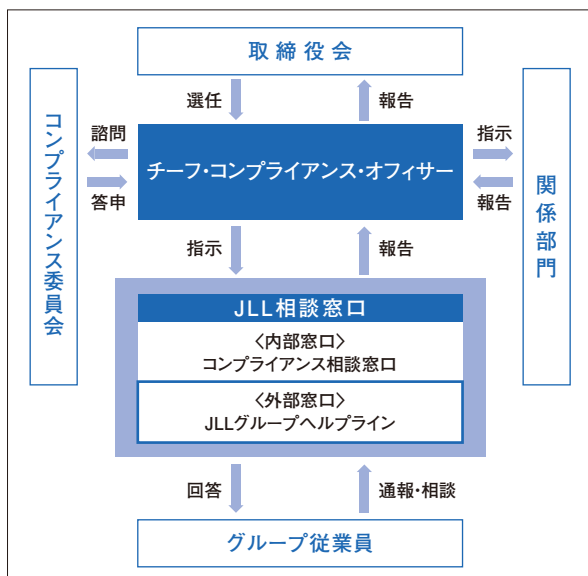 取締役会
選任
報告
コンプライアンス委員会
諮問
答申
チーフ・コンプライアンス・オフィサー
指示
報告
関係部門
指示
報告
JLL相談窓口
〈内部窓口〉
コンプライアンス相談窓口
〈外部窓口〉
JLLグループヘルプライン
回答
通報・相談
グループ従業員